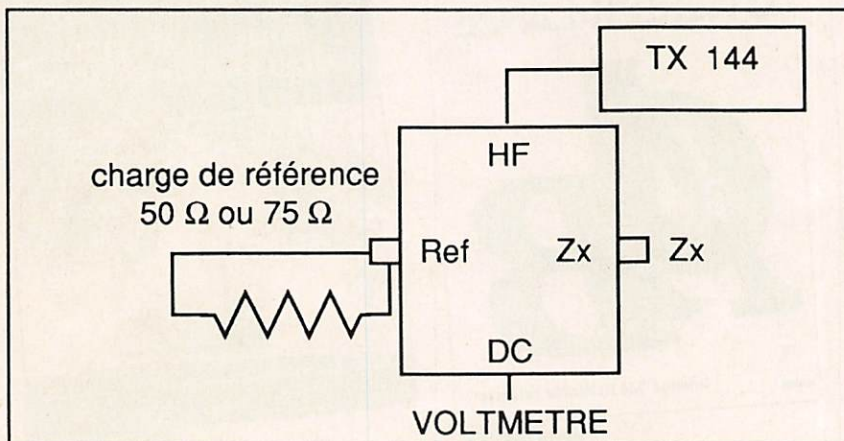 TX 144
HF
charge de référence
50 Ω ou 75 Ω
Ref Zx Zx
DC
VOLTMETRE